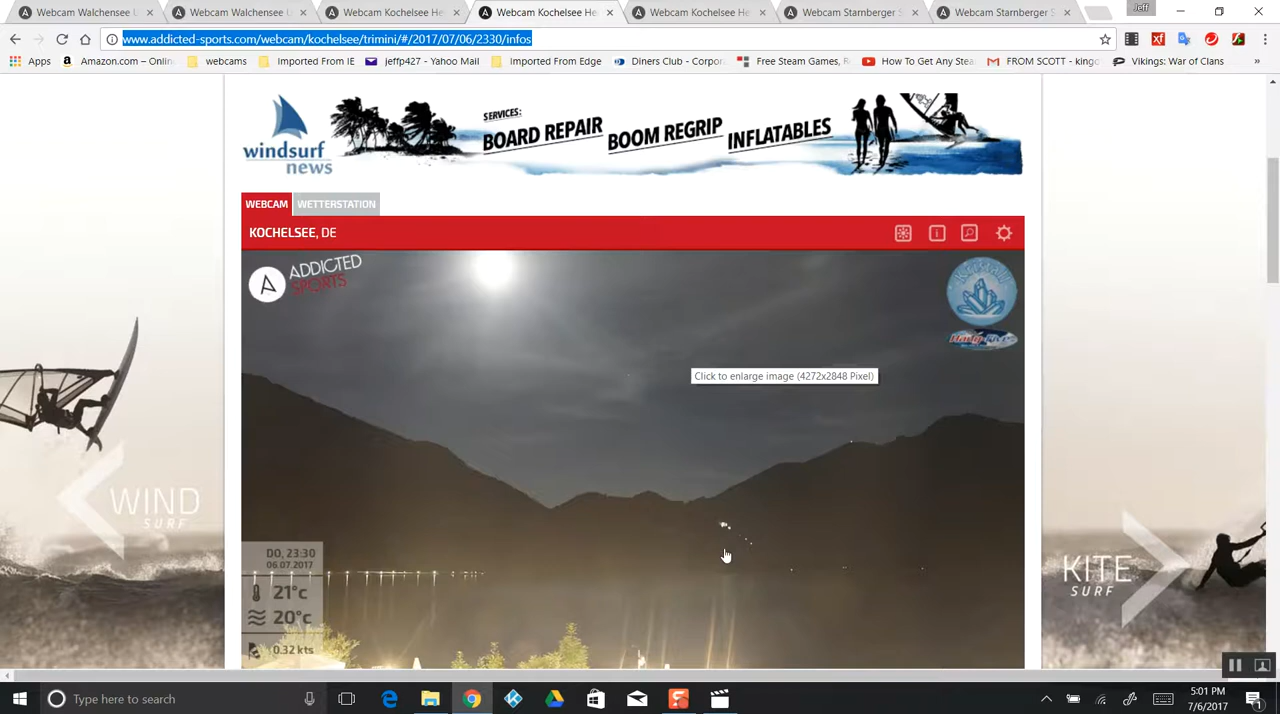 Webcam Walchensee U
Webcam Walchensee U
Webcam Kochelsee He
Webcam Kochelsee He
Webcam Kochelsee He
Webcam Starnberger S
Webcam Starnberger S
Jeff
www.addicted-sports.com/webcam/kochelsee/trimini/#/2017/07/06/2330/infos
Apps
Amazon.com – Onlin
webcams
Imported From IE
jeffp427 - Yahoo Mail
Imported From Edge
Diners Club - Corpor
Free Steam Games, R
How To Get Any Stea
FROM SCOTT - kingo
Vikings: War of Clans
windsurf
news
SERVICES:
BOARD REPAIR
BOOM REGRIP
INFLATABLES
WEBCAM
WETTERSTATION
KOCHELSEE, DE
ADDICTED
SPORTS
Click to enlarge image (4272x2848 Pixel)
WIND
SURF
KITE
SURF
DO, 23:30
06.07.2017
21°c
20°c
0.32 kts
Type here to search
5:01 PM
7/6/2017